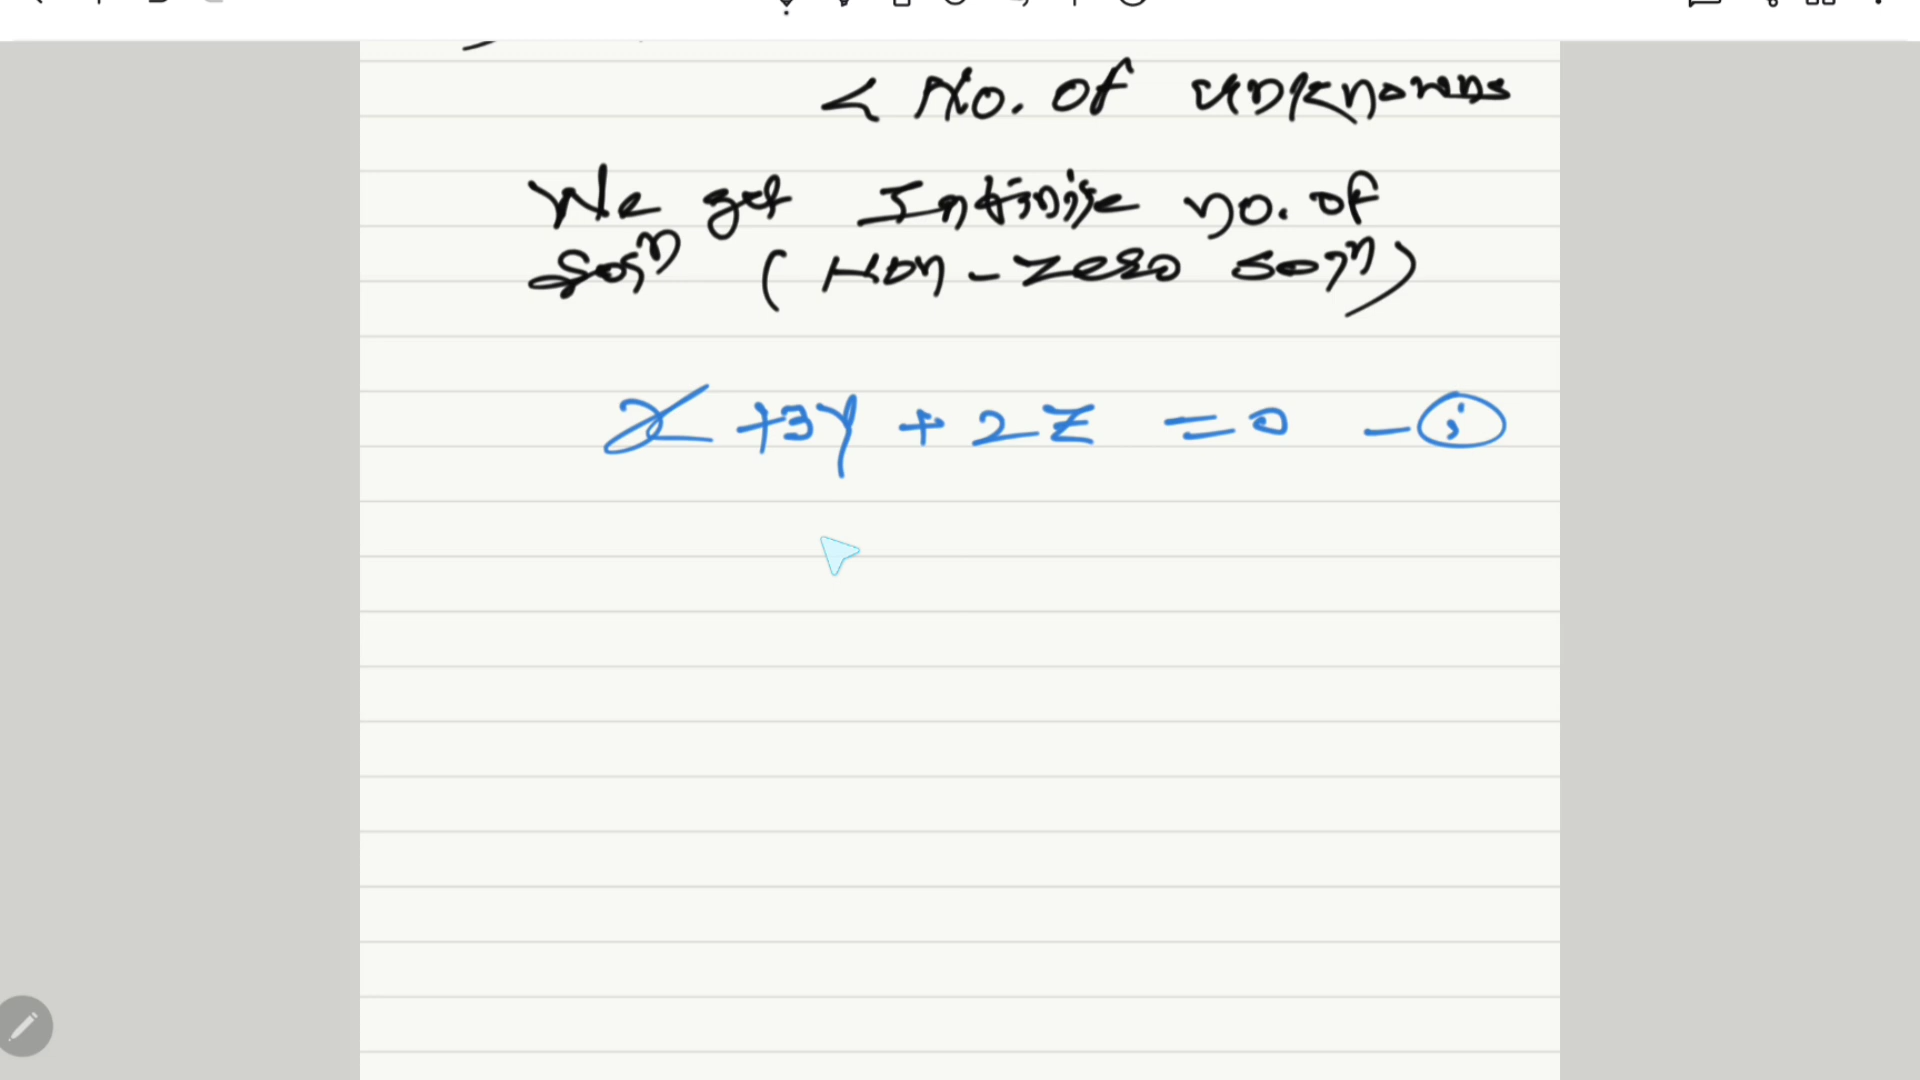 < No. of unknowns
We get Infinite no. of
solⁿ (Non-zero solⁿ)
x + 3y + 2z = 0 - (i)